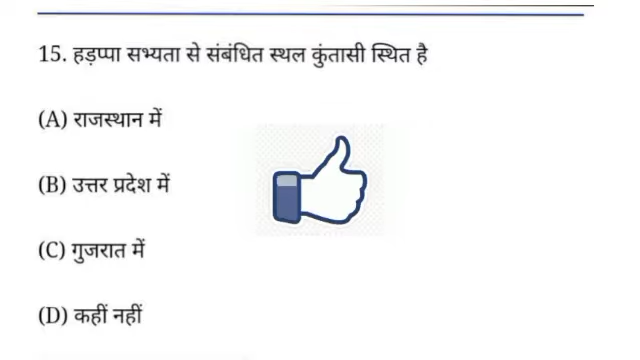 15. हड़प्पा सभ्यता से संबंधित स्थल कुंतासी स्थित है
(A) राजस्थान में
(B) उत्तर प्रदेश में
(C) गुजरात में
(D) कहीं नहीं